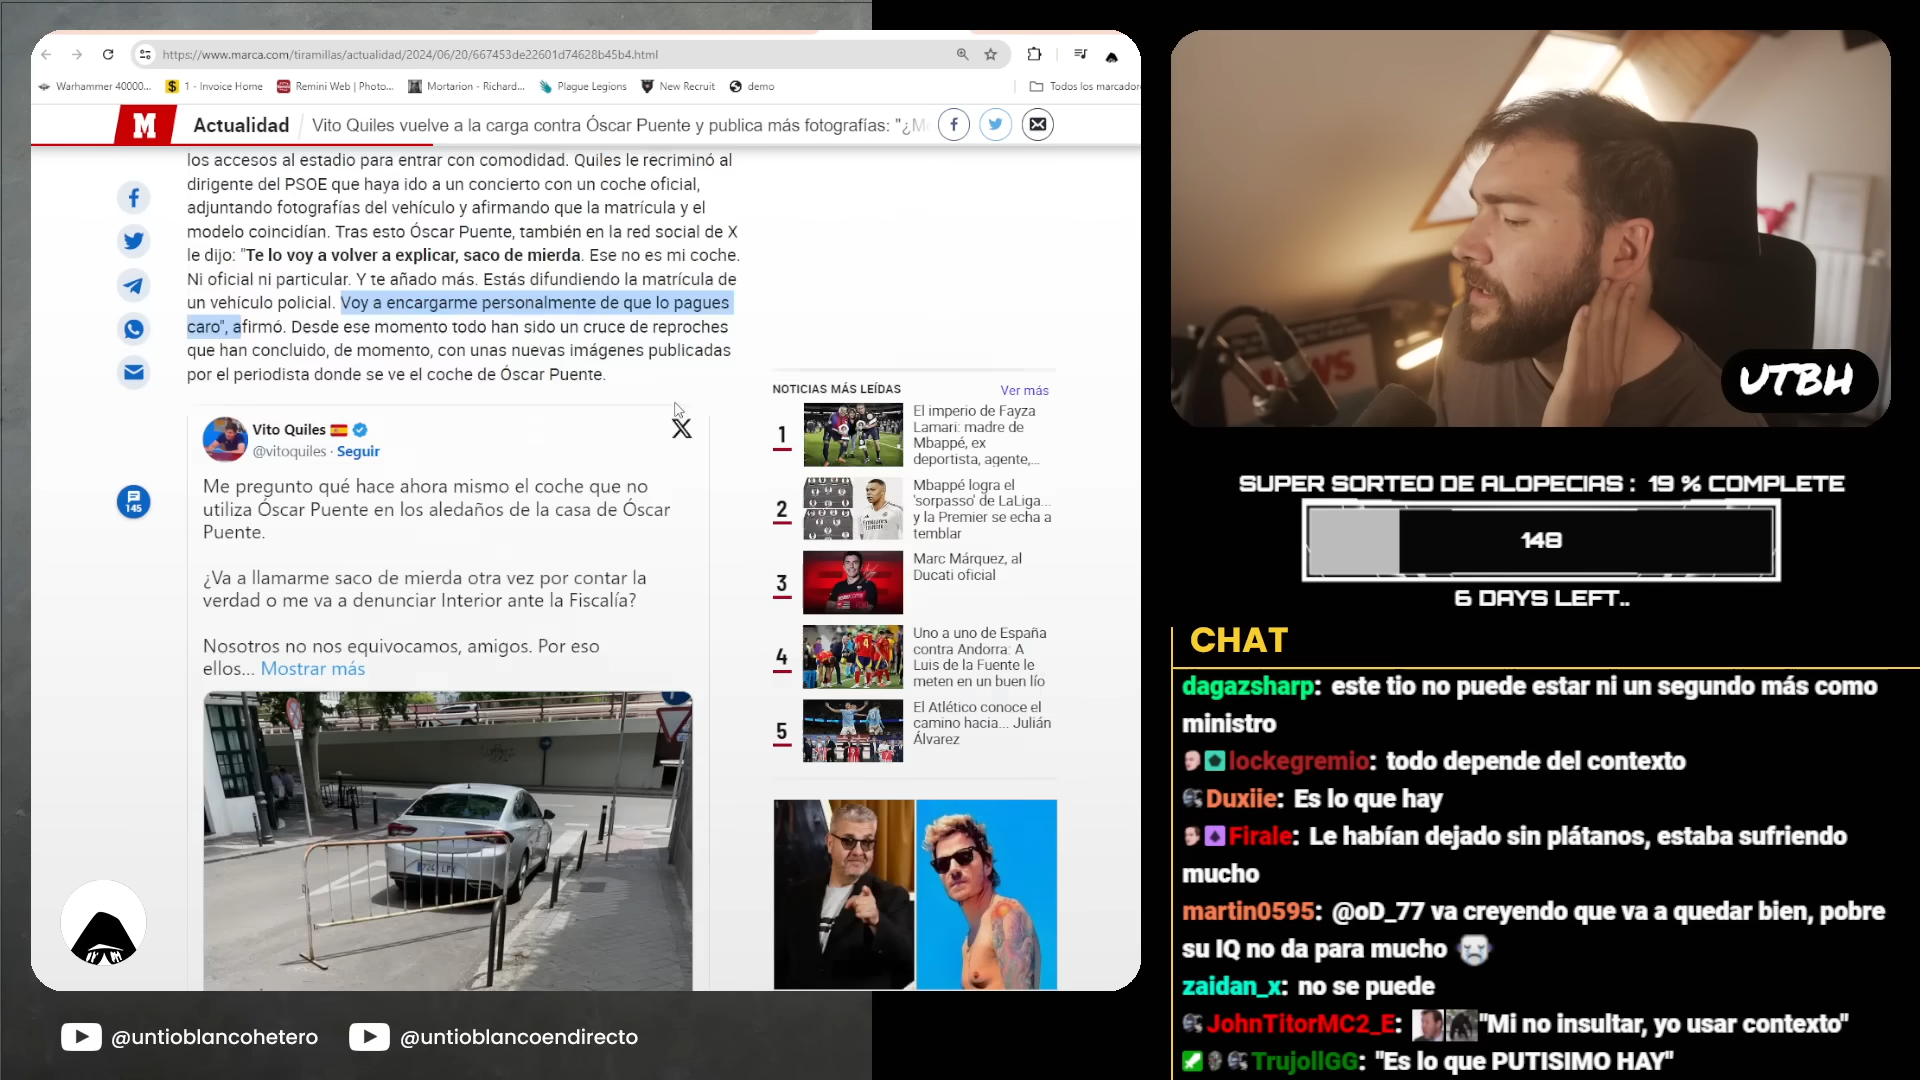 https://www.marca.com/tiramillas/actualidad/2024/06/20/667453de22601d74628b45b4.html
Warhammer 40000...
1 - Invoice Home
Remini Web | Photo...
Mortarion - Richard...
Plague Legions
New Recruit
demo
Todos los marcador
M
Actualidad
Vito Quiles vuelve a la carga contra Óscar Puente y publica más fotografías: "¿Me
los accesos al estadio para entrar con comodidad. Quiles le recriminó al
dirigente del PSOE que haya ido a un concierto con un coche oficial,
adjuntando fotografías del vehículo y afirmando que la matrícula y el
modelo coincidían. Tras esto Óscar Puente, también en la red social de X
le dijo: "Te lo voy a volver a explicar, saco de mierda. Ese no es mi coche.
Ni oficial ni particular. Y te añado más. Estás difundiendo la matrícula de
un vehículo policial. Voy a encargarme personalmente de que lo pagues
caro", afirmó. Desde ese momento todo han sido un cruce de reproches
que han concluido, de momento, con unas nuevas imágenes publicadas
por el periodista donde se ve el coche de Óscar Puente.
145
Vito Quiles
@vitoquiles · Seguir
Me pregunto qué hace ahora mismo el coche que no
utiliza Óscar Puente en los aledaños de la casa de Óscar
Puente.
¿Va a llamarme saco de mierda otra vez por contar la
verdad o me va a denunciar Interior ante la Fiscalía?
Nosotros no nos equivocamos, amigos. Por eso
ellos... Mostrar más
NOTICIAS MÁS LEÍDAS
Ver más
1
El imperio de Fayza
Lamari: madre de
Mbappé, ex
deportista, agente,...
2
Mbappé logra el
'sorpasso' de LaLiga...
y la Premier se echa a
temblar
3
Marc Márquez, al
Ducati oficial
4
Uno a uno de España
contra Andorra: A
Luis de la Fuente le
meten en un buen lío
5
El Atlético conoce el
camino hacia... Julián
Álvarez
@untioblancohetero
@untioblancoendirecto
NEWS
UTBH
SUPER SORTEO DE ALOPECIAS : 19 % COMPLETE
148
6 DAYS LEFT..
CHAT
dagazsharp: este tio no puede estar ni un segundo más como
ministro
lockegremio: todo depende del contexto
Duxiie: Es lo que hay
Firale: Le habían dejado sin plátanos, estaba sufriendo
mucho
martin0595: @oD_77 va creyendo que va a quedar bien, pobre
su IQ no da para mucho
zaidan_x: no se puede
JohnTitorMC2_E: "Mi no insultar, yo usar contexto"
TrujollGG: "Es lo que PUTISIMO HAY"